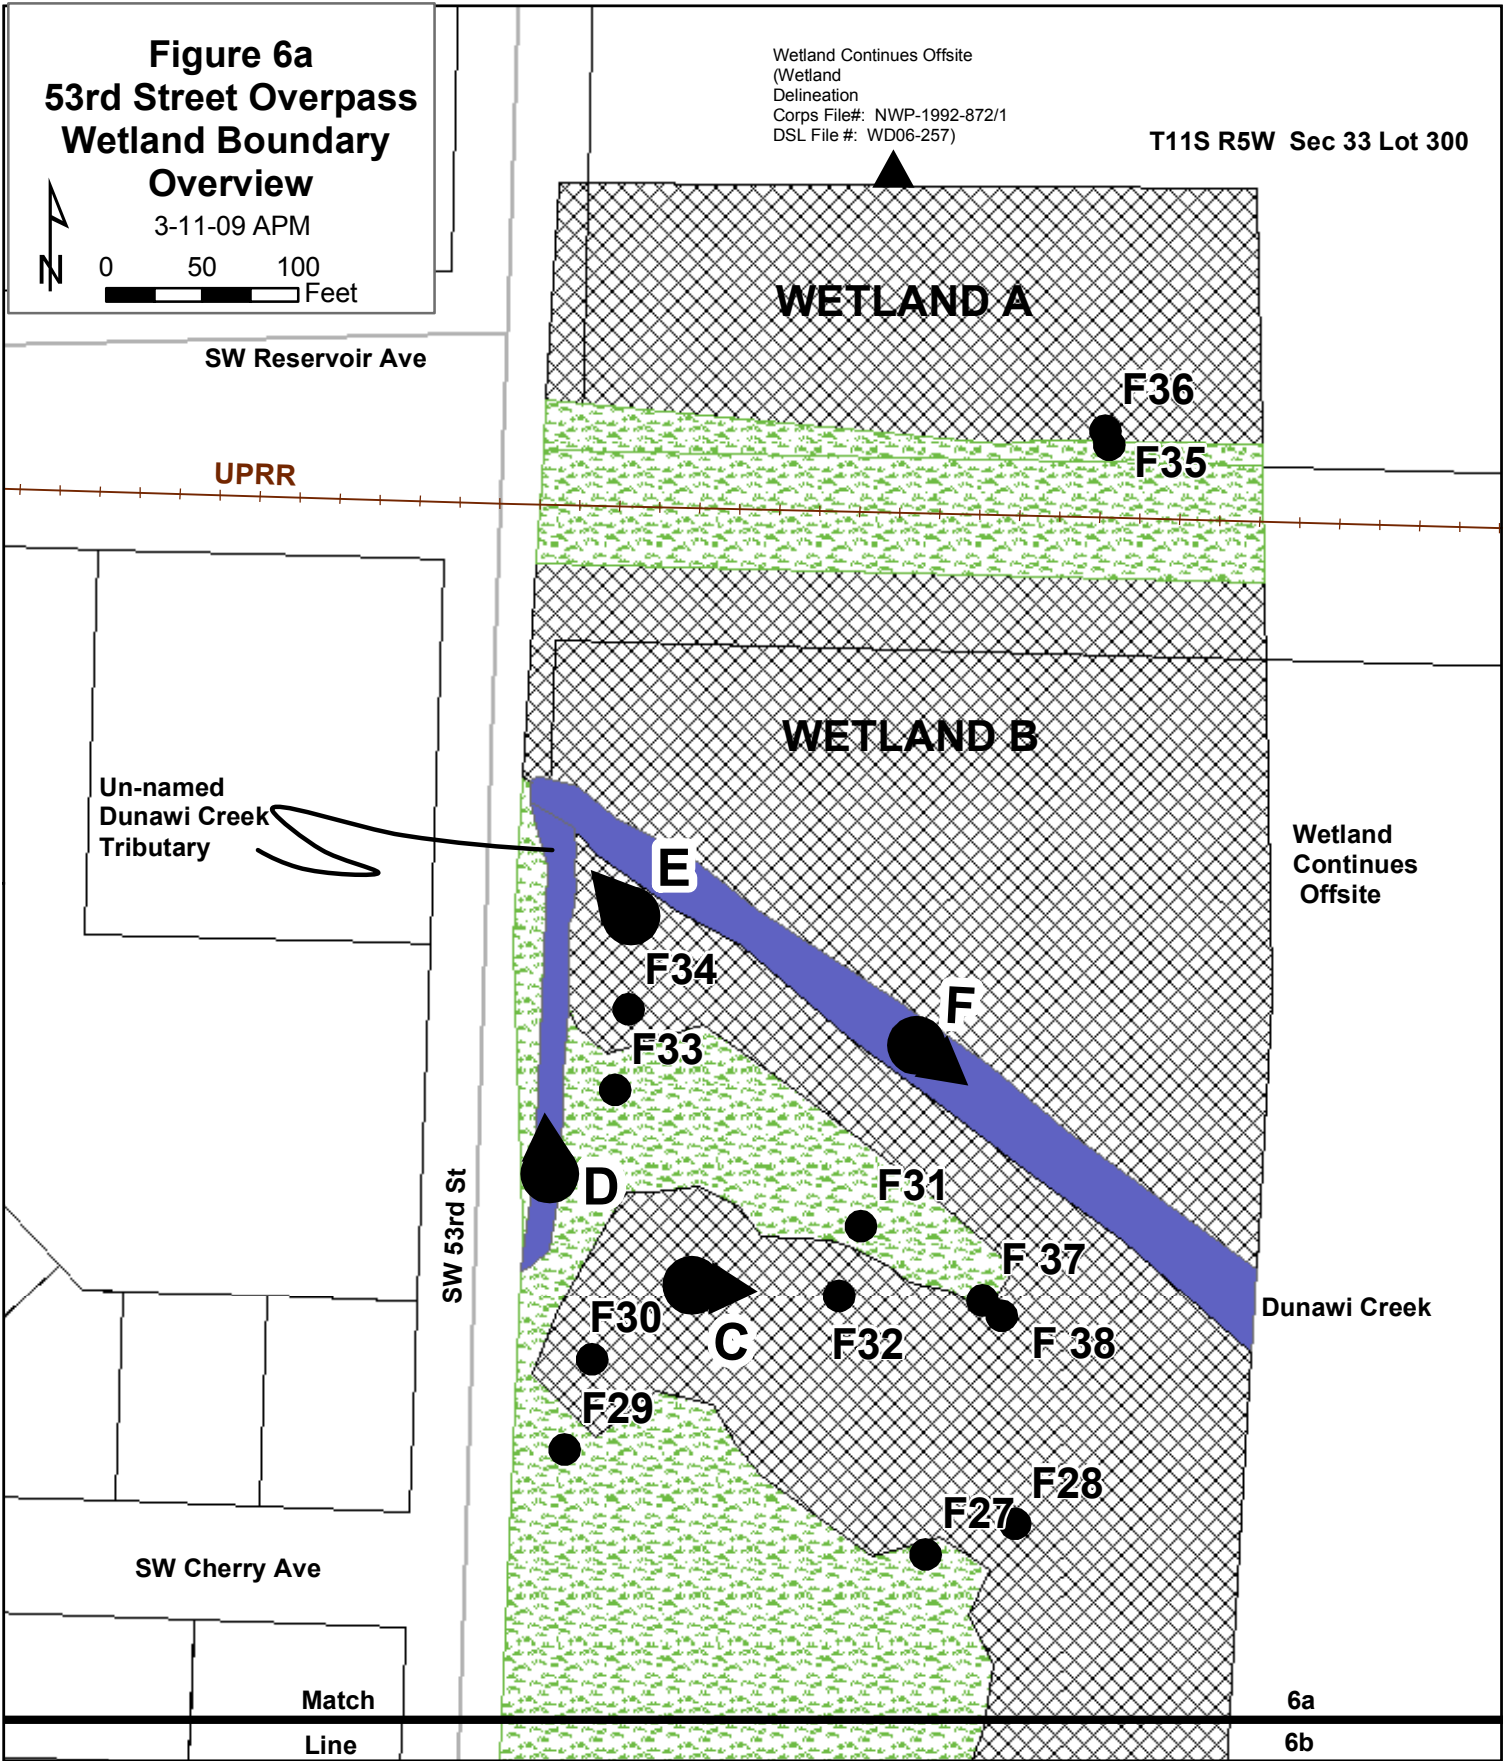 Figure 6a
53rd Street Overpass
Wetland Boundary
Overview
3-11-09 APM
N
0 50 100
Feet
Wetland Continues Offsite
(Wetland
Delineation
Corps File#: NWP-1992-872/1
DSL File #: WD06-257)
T11S R5W Sec 33 Lot 300
WETLAND A
SW Reservoir Ave
F36
F35
UPRR
WETLAND B
Un-named
Dunawi Creek
Tributary
Wetland
Continues
Offsite
E
F34
F
F33
D
F31
SW 53rd St
F 37
Dunawi Creek
F30
C
F32
F 38
F29
F28
F27
SW Cherry Ave
Match
6a
Line
6b